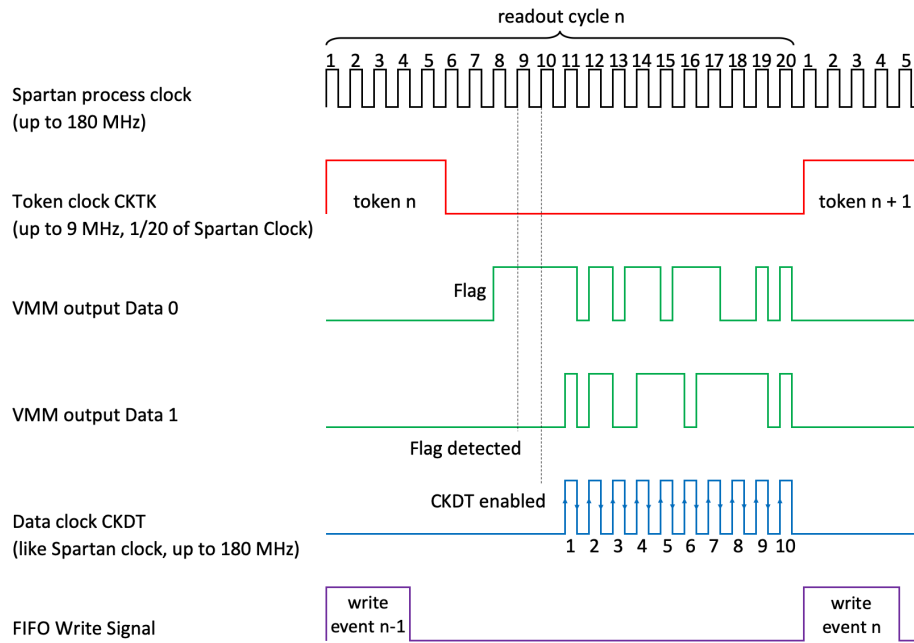 readout cycle n
1 2 3 4 5 6 7 8 9 10 11 12 13 14 15 16 17 18 19 20 1 2 3 4 5
Spartan process clock
(up to 180 MHz)
Token clock CKTK
(up to 9 MHz, 1/20 of Spartan Clock)
token n
token n + 1
Flag
VMM output Data 0
VMM output Data 1
Flag detected
CKDT enabled
Data clock CKDT
(like Spartan clock, up to 180 MHz)
1 2 3 4 5 6 7 8 9 10
FIFO Write Signal
write
event n-1
write
event n